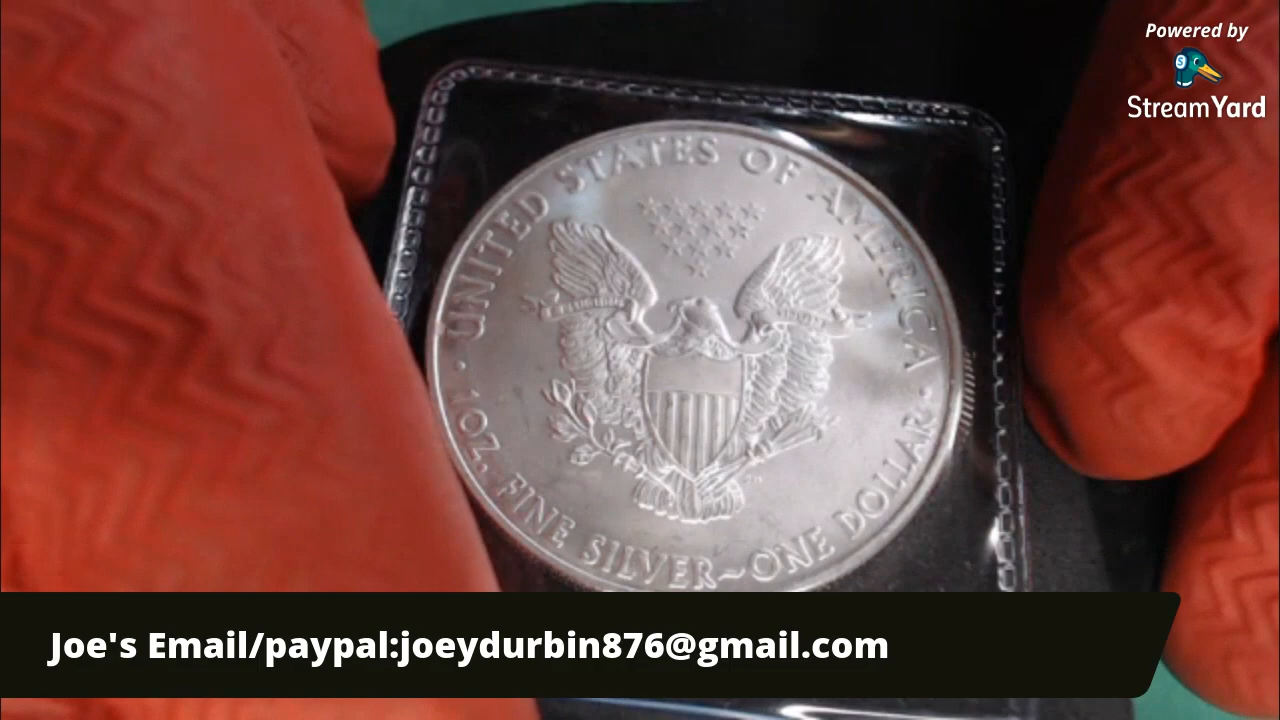 Powered by
StreamYard
UNITED STATES OF AMERICA
1 OZ. FINE SILVER~ONE DOLLAR
Joe's Email/paypal:joeydurbin876@gmail.com